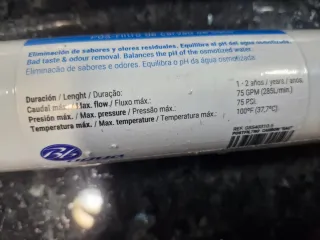 Eliminación de sabores y olores residuales. Equilibra el pH del agua osmotizada.
Bad taste & odour removal. Balances the pH of the osmotized water.
Eliminacão de sabores e odores. Equilibra o pH da água osmotizada
Duración / Lenght / Duração: 1 - 2 años / years / anos.
Caudal máx. / Max. flow / Fluxo máx.: 75 GPM (285L/min.)
Presión máx. / Max. pressure / Pressão máx.: 75 PSI.
Temperatura máx. / Max. temperature / Temperatura máx.: 100ºF (37,7ºC).